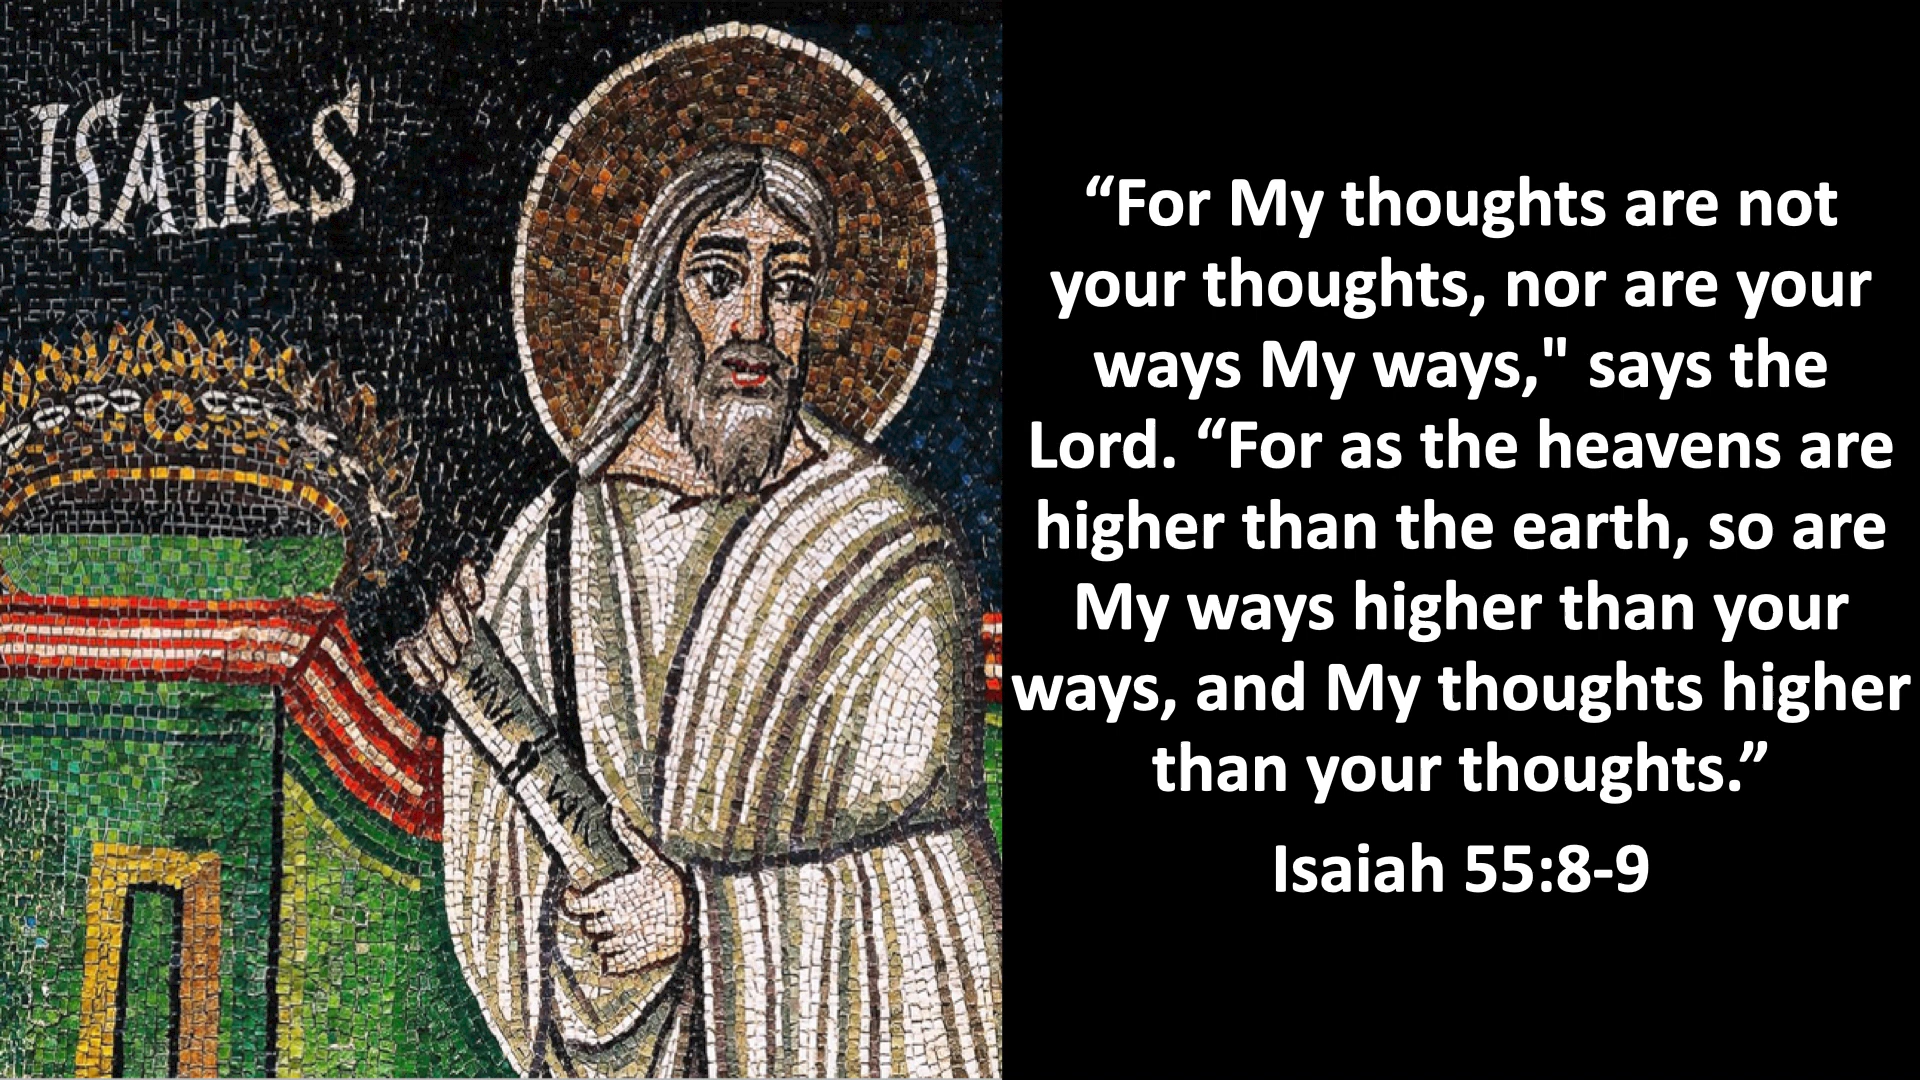 ISAIAS
“For My thoughts are not
your thoughts, nor are your
ways My ways," says the
Lord. “For as the heavens are
higher than the earth, so are
My ways higher than your
ways, and My thoughts higher
than your thoughts.”
Isaiah 55:8-9